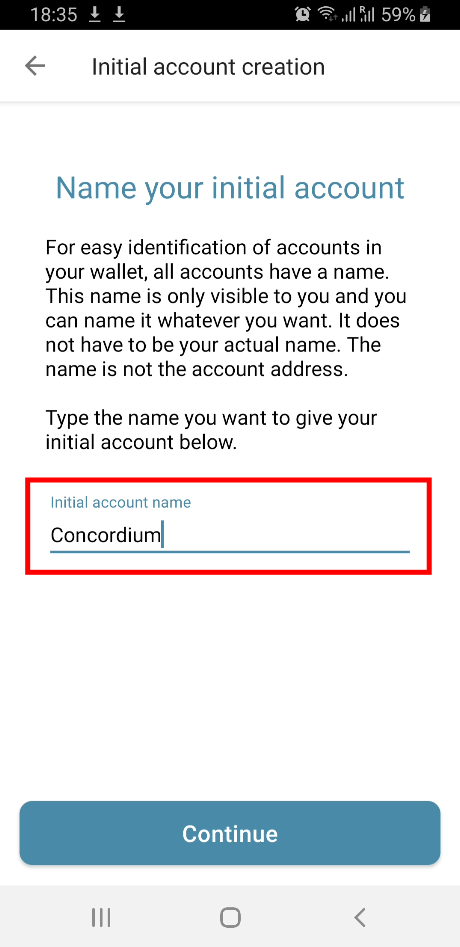 18:35 59%
Initial account creation
Name your initial account
For easy identification of accounts in
your wallet, all accounts have a name.
This name is only visible to you and you
can name it whatever you want. It does
not have to be your actual name. The
name is not the account address.
Type the name you want to give your
initial account below.
Initial account name
Concordium
Continue